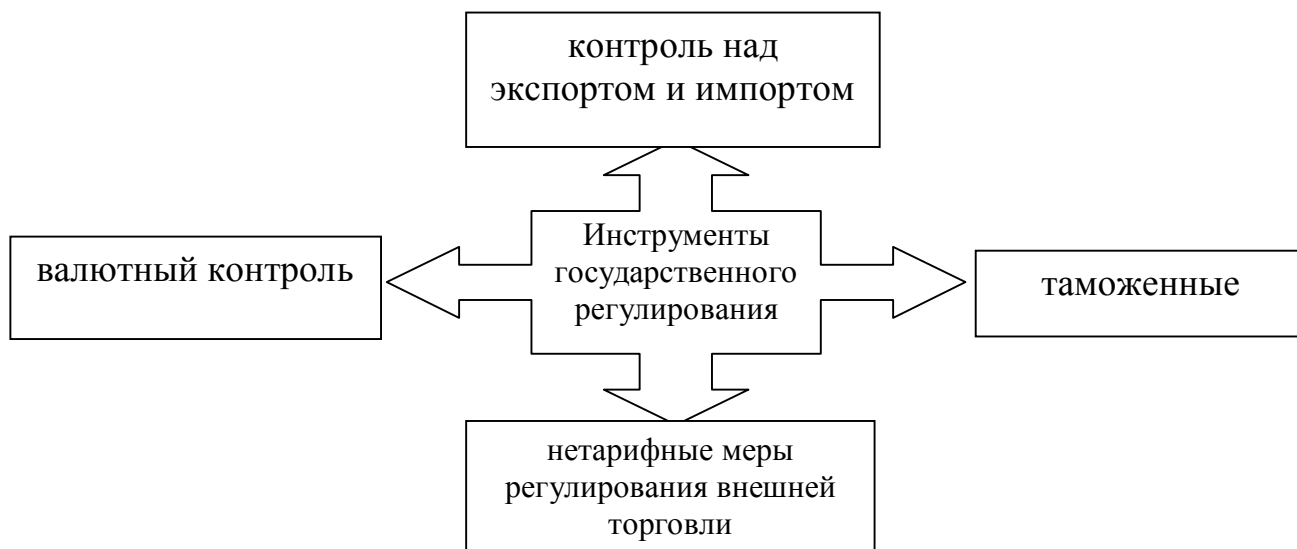 контроль над
экспортом и импортом
валютный контроль
Инструменты
государственного
регулирования
таможенные
нетарифные меры
регулирования внешней
торговли